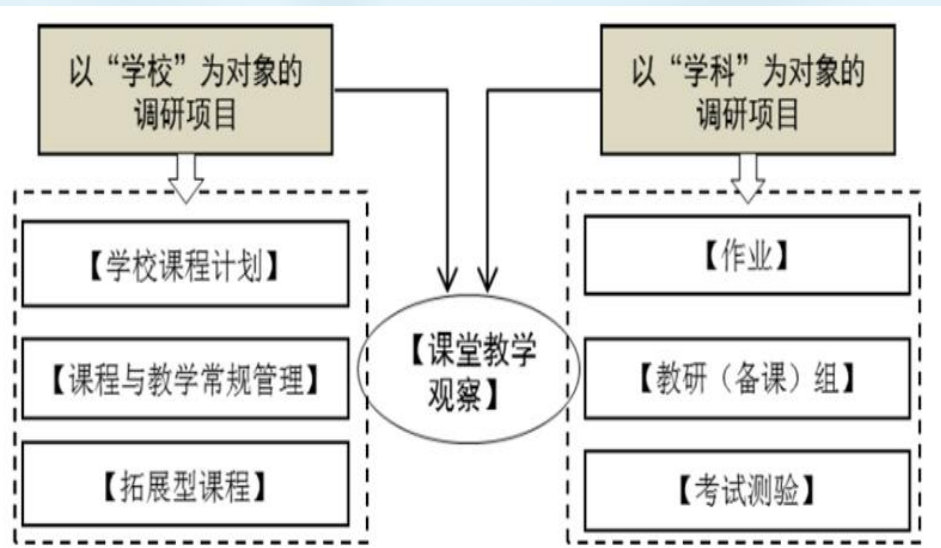 以“学校”为对象的
调研项目
【学校课程计划】
【课程与教学常规管理】
【拓展型课程】
【课堂教学
观察】
以“学科”为对象的
调研项目
【作业】
【教研（备课）组】
【考试测验】